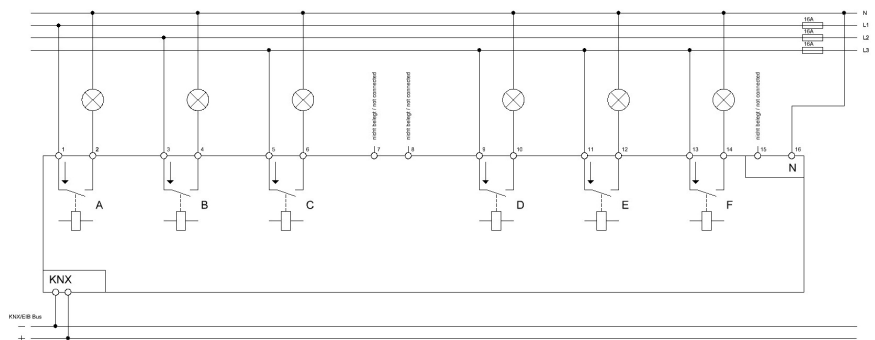 N
16A
L1
16A
L2
16A
L3
nicht belegt / not connected
nicht belegt / not connected
nicht belegt / not connected
1
2
3
4
5
6
7
8
9
10
11
12
13
14
15
16
N
A
B
C
D
E
F
KNX
KNX/EIB Bus
—
+